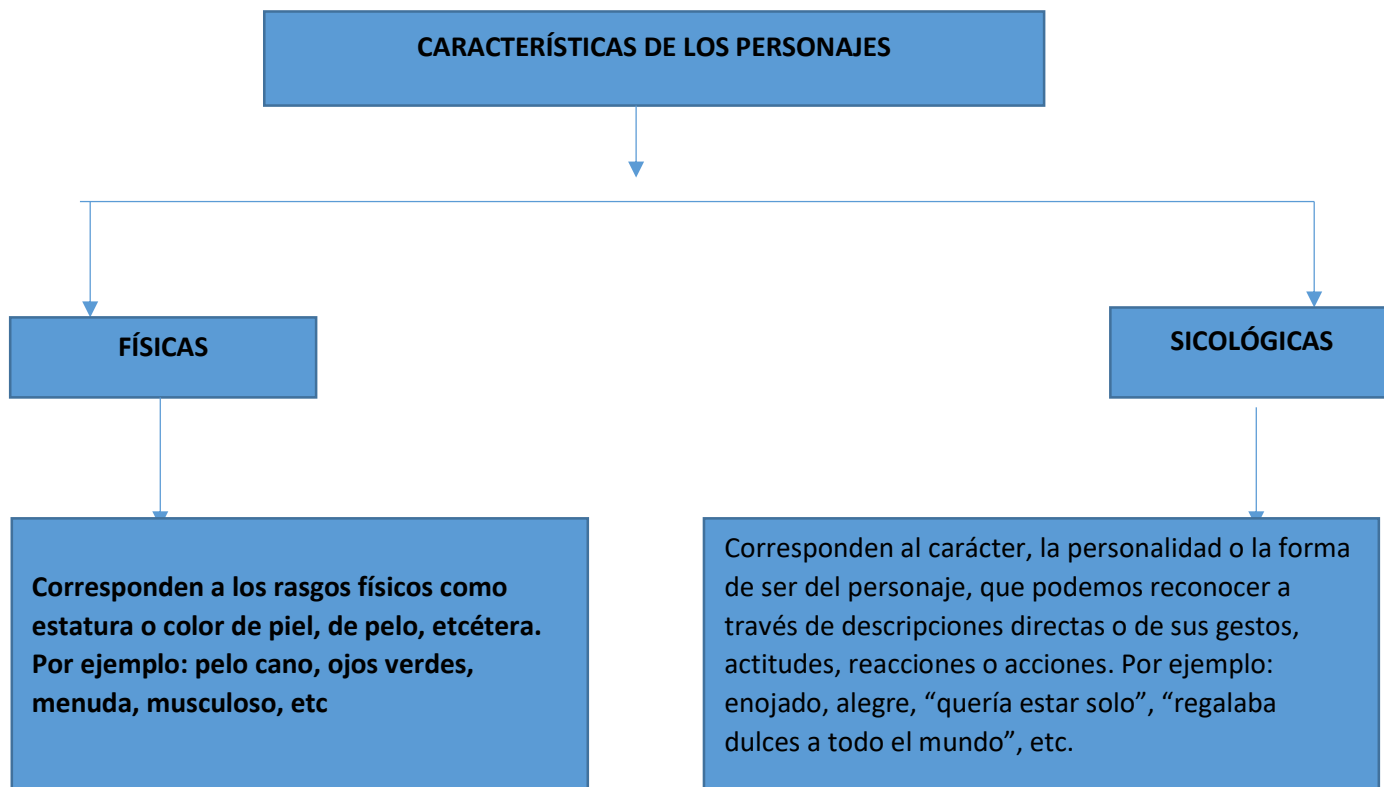 CARACTERÍSTICAS DE LOS PERSONAJES
FÍSICAS
SICOLÓGICAS
Corresponden a los rasgos físicos como
estatura o color de piel, de pelo, etcétera.
Por ejemplo: pelo cano, ojos verdes,
menuda, musculoso, etc
Corresponden al carácter, la personalidad o la forma
de ser del personaje, que podemos reconocer a
través de descripciones directas o de sus gestos,
actitudes, reacciones o acciones. Por ejemplo:
enojado, alegre, “quería estar solo”, “regalaba
dulces a todo el mundo”, etc.